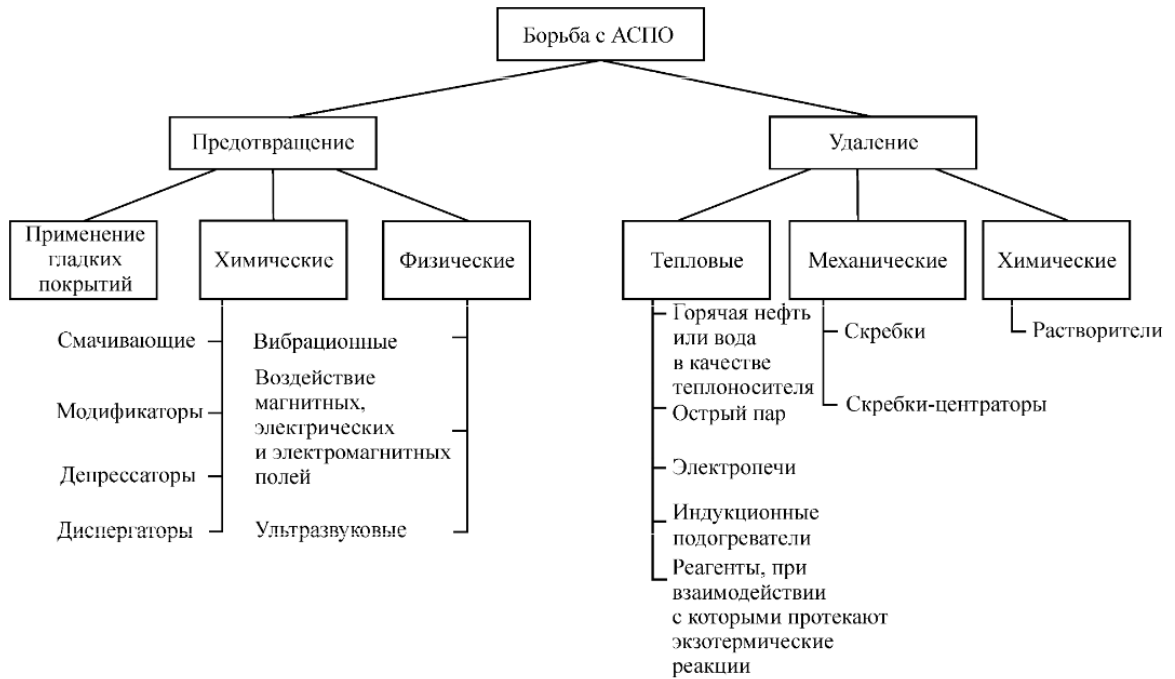 Борьба с АСПО
Предотвращение
Удаление
Применение
гладких
покрытий
Химические
Физические
Тепловые
Механические
Химические
Смачивающие
Модификаторы
Депрессаторы
Диспергаторы
Вибрационные
Воздействие
магнитных,
электрических
и электромагнитных
полей
Ультразвуковые
Горячая нефть
или вода
в качестве
теплоносителя
Острый пар
Электропечи
Индукционные
подогреватели
Реагенты, при
взаимодействии
с которыми протекают
экзотермические
реакции
Скребки
Скребки-центраторы
Растворители